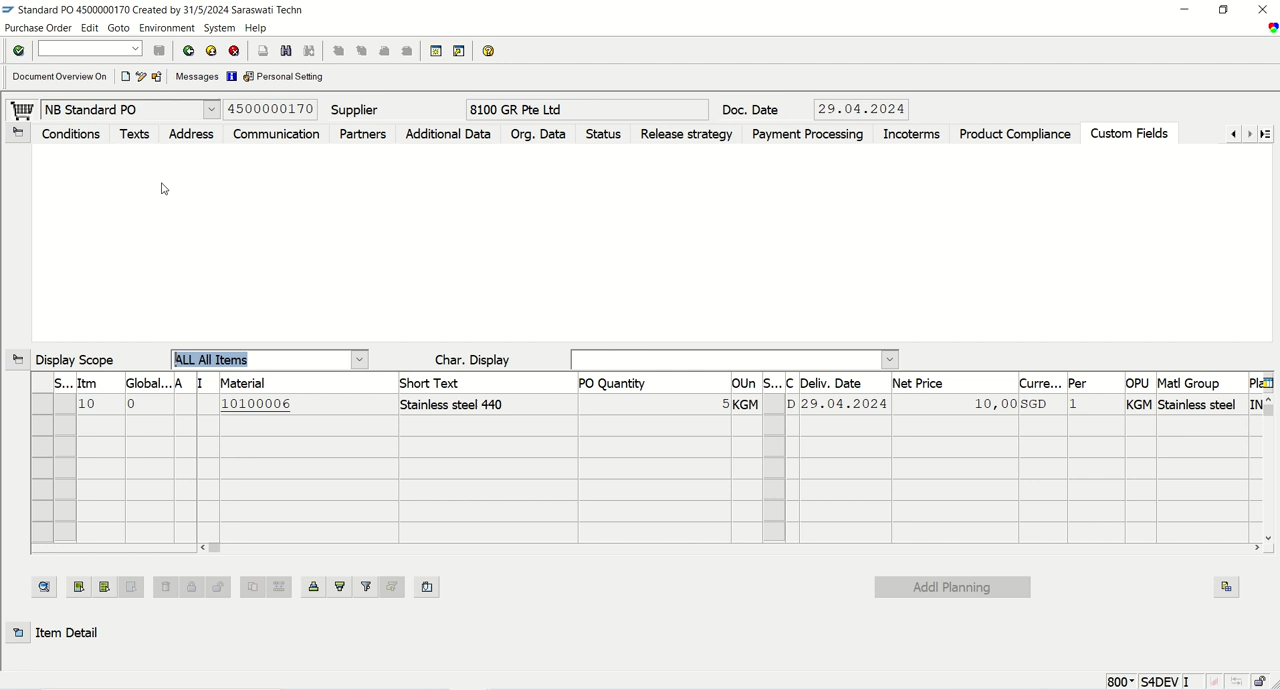 Standard PO 4500000170 Created by 31/5/2024 Saraswati Techn
Purchase Order Edit Goto Environment System Help
Document Overview On Messages Personal Setting
NB Standard PO 4500000170 Supplier 8100 GR Pte Ltd Doc. Date 29.04.2024
Conditions Texts Address Communication Partners Additional Data Org. Data Status Release strategy Payment Processing Incoterms Product Compliance Custom Fields
Display Scope ALL All Items Char. Display
S... Itm Global... A I Material Short Text PO Quantity OUn S... C Deliv. Date Net Price Curre... Per OPU Matl Group Pla
10 0 10100006 Stainless steel 440 5 KGM D 29.04.2024 10,00 SGD 1 KGM Stainless steel IN
Addl Planning
Item Detail
800 S4DEV I